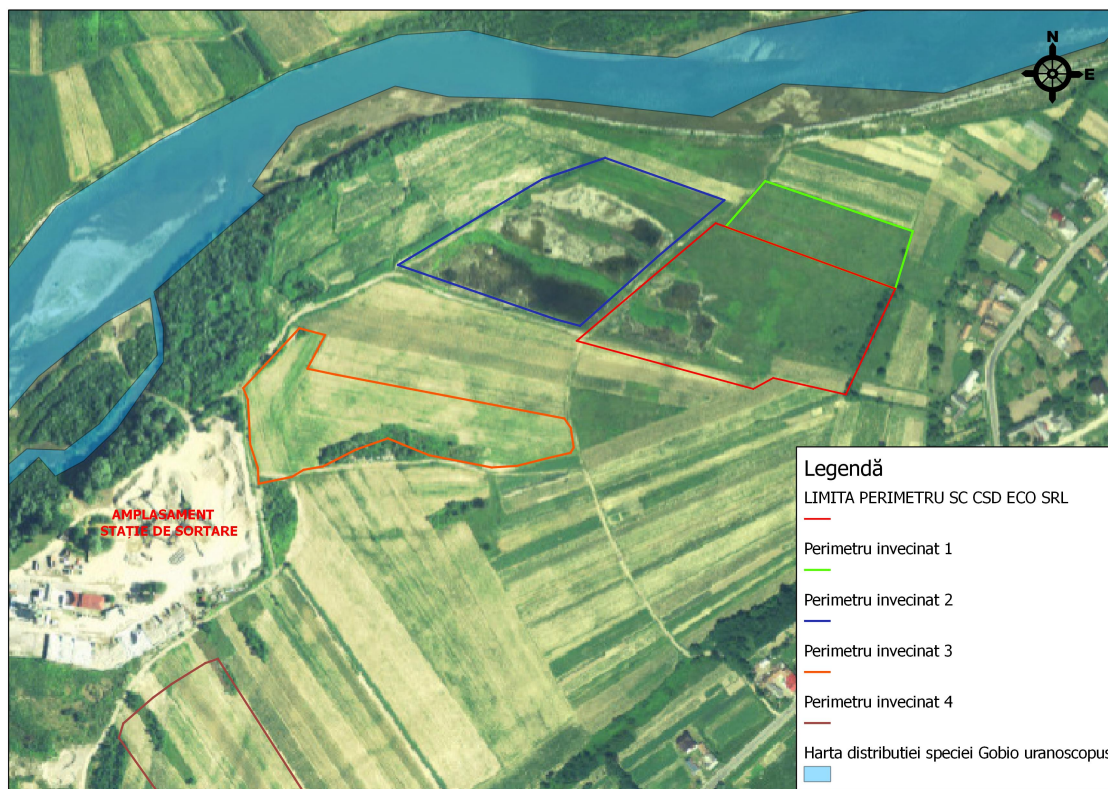 N
E
AMPLASAMENT
STAȚIE DE SORTARE
Legendă
LIMITA PERIMETRU SC CSD ECO SRL
Perimetru invecinat 1
Perimetru invecinat 2
Perimetru invecinat 3
Perimetru invecinat 4
Harta distributiei speciei Gobio uranoscopus